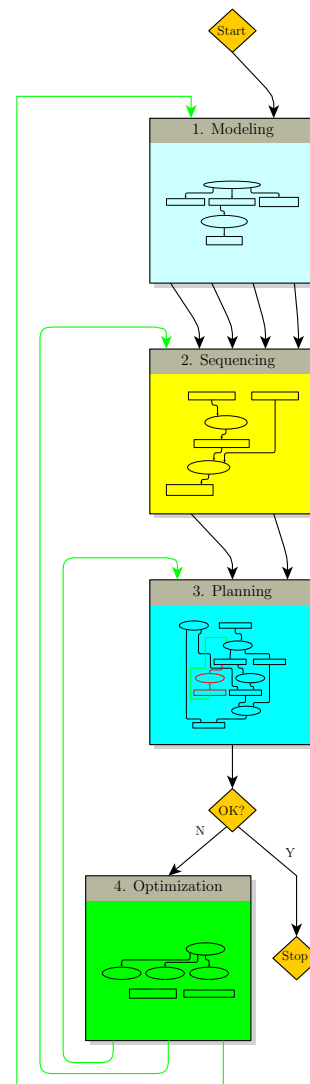 Start
1. Modeling
2. Sequencing
3. Planning
OK?
N
Y
4. Optimization
Stop